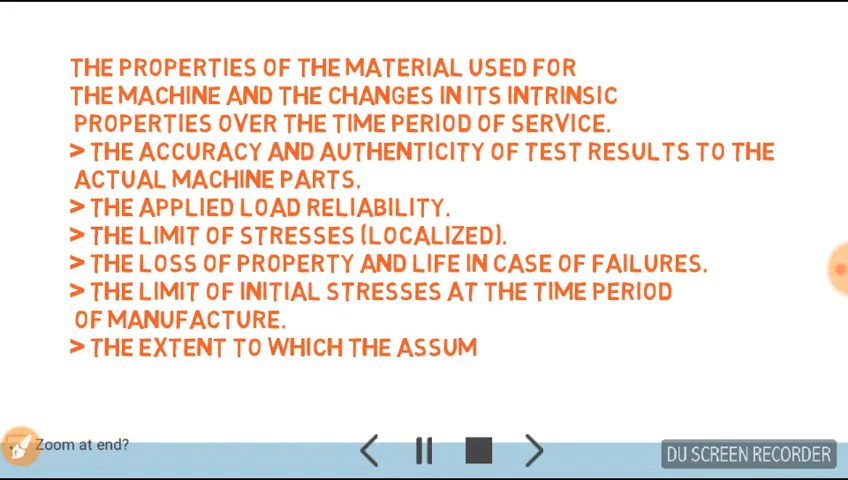 THE PROPERTIES OF THE MATERIAL USED FOR
THE MACHINE AND THE CHANGES IN ITS INTRINSIC
PROPERTIES OVER THE TIME PERIOD OF SERVICE.
> THE ACCURACY AND AUTHENTICITY OF TEST RESULTS TO THE
ACTUAL MACHINE PARTS.
> THE APPLIED LOAD RELIABILITY.
> THE LIMIT OF STRESSES (LOCALIZED).
> THE LOSS OF PROPERTY AND LIFE IN CASE OF FAILURES.
> THE LIMIT OF INITIAL STRESSES AT THE TIME PERIOD
OF MANUFACTURE.
> THE EXTENT TO WHICH THE ASSUM
Zoom at end?
DU SCREEN RECORDER